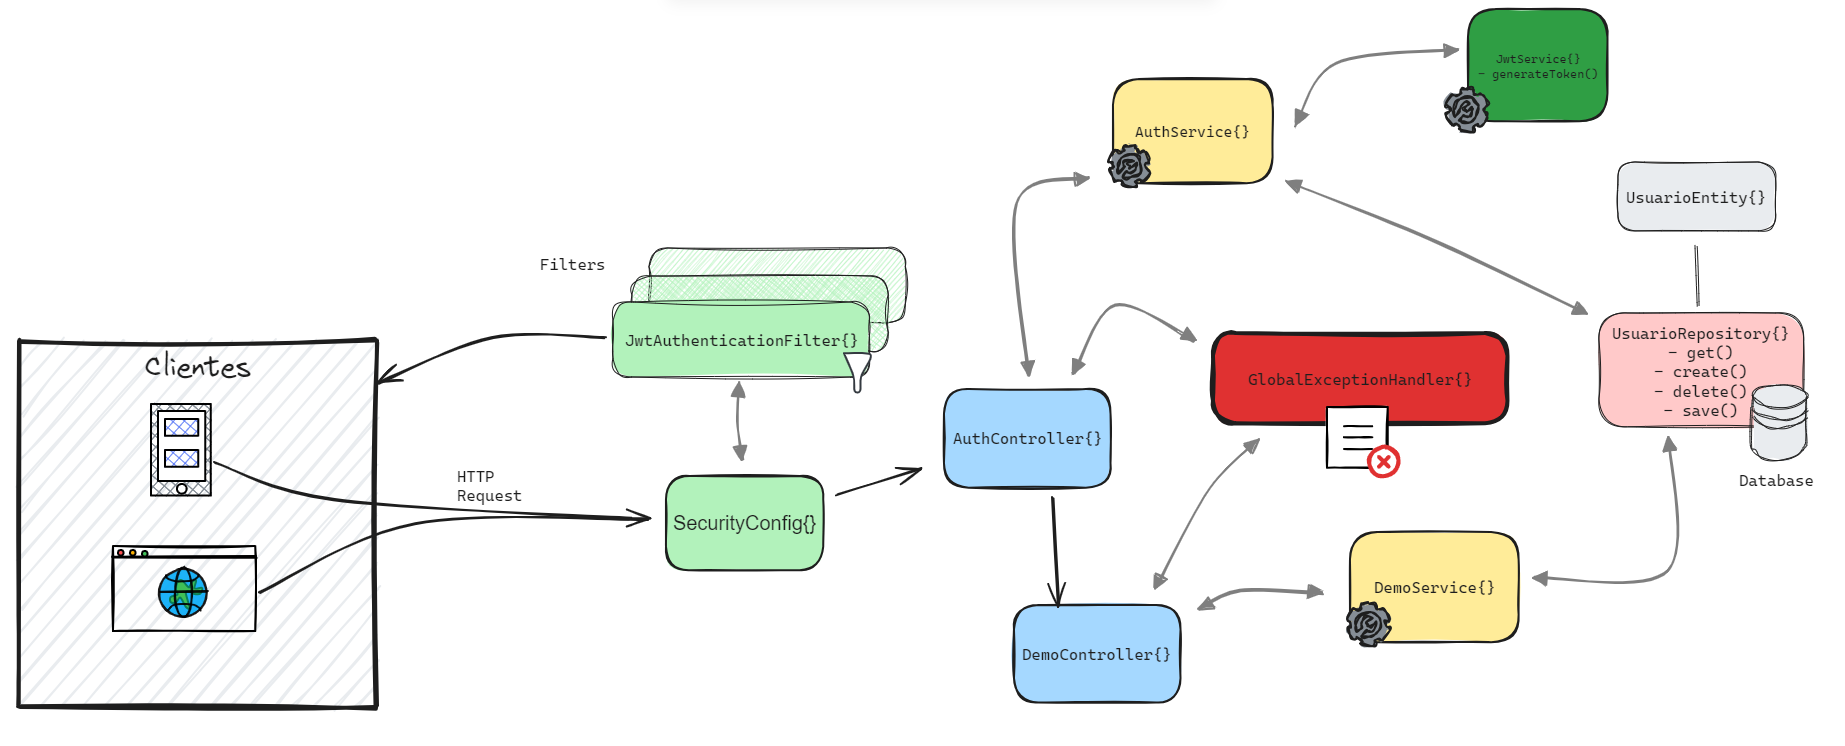 JwtService{}
- generateToken()
AuthService{}
UsuarioEntity{}
Filters
JwtAuthenticationFilter{}
UsuarioRepository{}
- get()
- create()
- delete()
- save()
Database
Clientes
GlobalExceptionHandler{}
AuthController{}
HTTP
Request
SecurityConfig{}
DemoService{}
DemoController{}